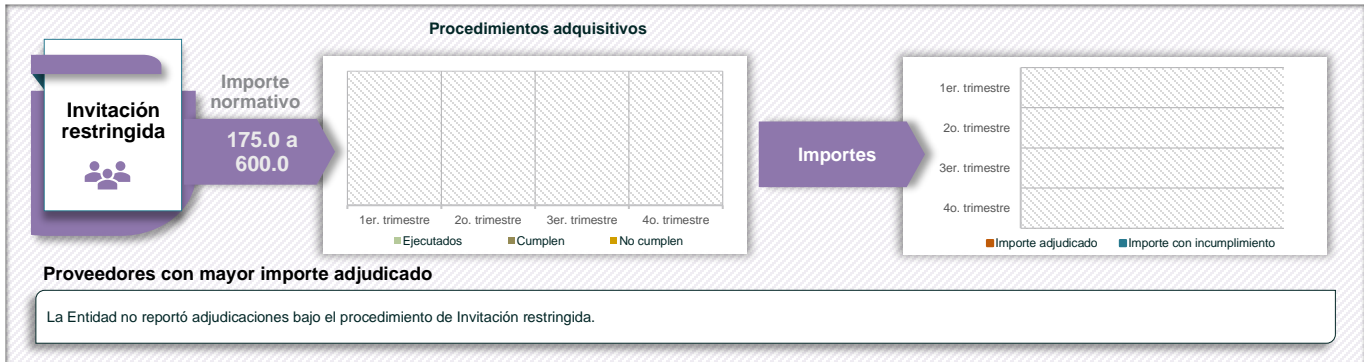 Procedimientos adquisitivos
Invitación
restringida
Importe
normativo
175.0 a
600.0
1er. trimestre 2o. trimestre 3er. trimestre 4o. trimestre
Ejecutados Cumplen No cumplen
Importes
1er. trimestre
2o. trimestre
3er. trimestre
4o. trimestre
Importe adjudicado Importe con incumplimiento
Proveedores con mayor importe adjudicado
La Entidad no reportó adjudicaciones bajo el procedimiento de Invitación restringida.